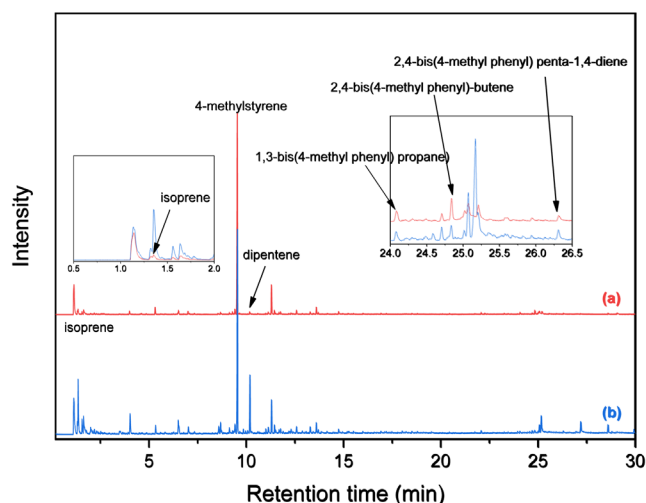 2,4-bis(4-methyl phenyl) penta-1,4-diene
2,4-bis(4-methyl phenyl)-butene
4-methylstyrene
1,3-bis(4-methyl phenyl) propane)
isoprene
0.5 1.0 1.5 2.0
24.0 24.5 25.0 25.5 26.0 26.5
dipentene
(a)
isoprene
(b)
5 10 15 20 25 30
Retention time (min)
Intensity